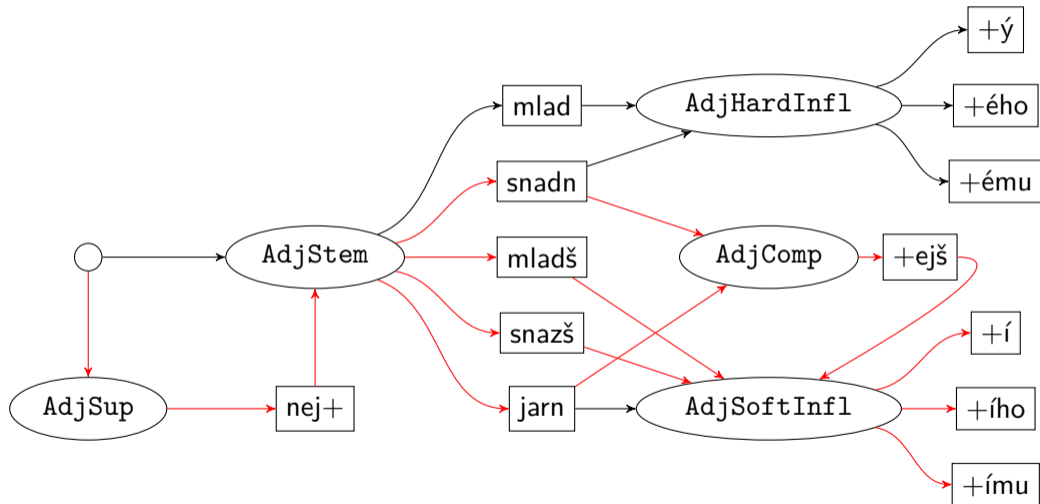 +ý
mlad
AdjHardInfl
+ého
snadn
+ému
AdjStem
mladš
AdjComp
+ejš
snazš
+í
AdjSup
nej+
jarn
AdjSoftInfl
+ího
+ímu